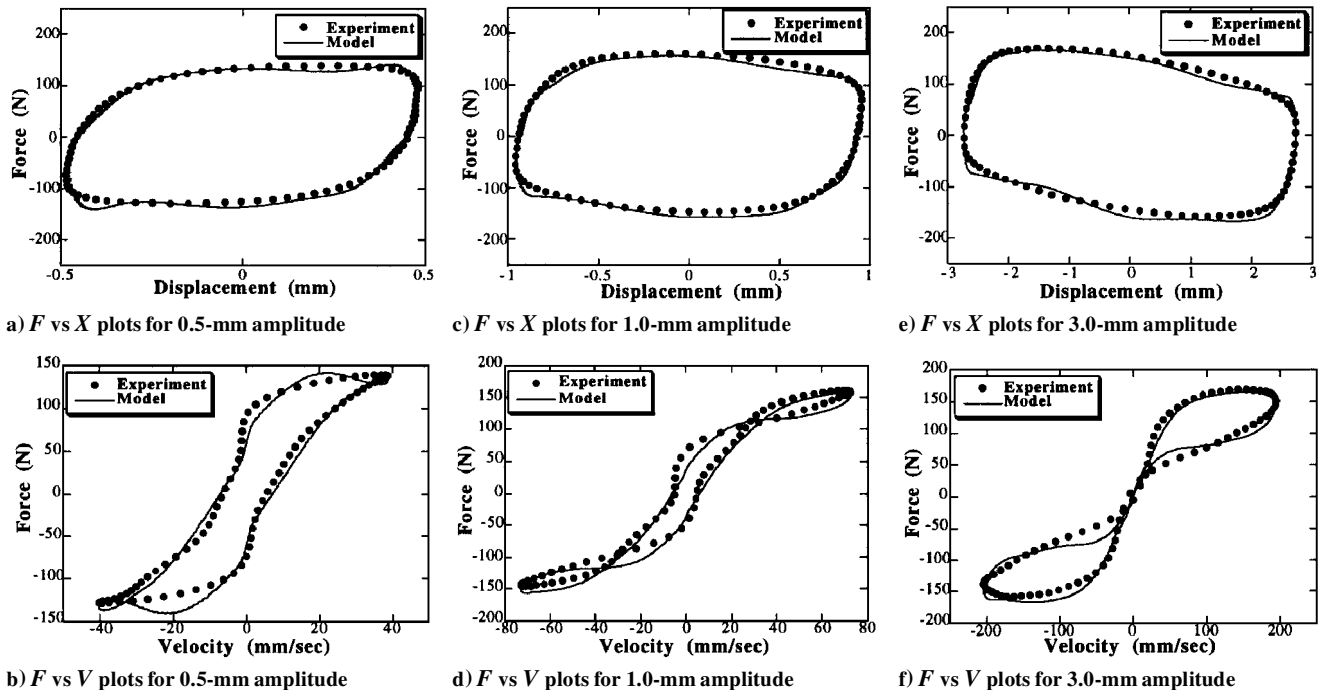 200
100
0
-100
-200
Force (N)
Experiment
Model
-0.5
0
0.5
Displacement (mm)
a) F vs X plots for 0.5-mm amplitude
200
100
0
-100
-200
Force (N)
Experiment
Model
-1
-0.5
0
0.5
1
Displacement (mm)
c) F vs X plots for 1.0-mm amplitude
200
100
0
-100
-200
Force (N)
Experiment
Model
-3
-2
-1
0
1
2
3
Displacement (mm)
e) F vs X plots for 3.0-mm amplitude
150
100
50
0
-50
-100
-150
Force (N)
Experiment
Model
-40
-20
0
20
40
Velocity (mm/sec)
b) F vs V plots for 0.5-mm amplitude
200
150
100
50
0
-50
-100
-150
-200
Force (N)
Experiment
Model
-80
-60
-40
-20
0
20
40
60
80
Velocity (mm/sec)
d) F vs V plots for 1.0-mm amplitude
200
150
100
50
0
-50
-100
-150
-200
Force (N)
Experiment
Model
-200
-100
0
100
200
Velocity (mm/sec)
f) F vs V plots for 3.0-mm amplitude